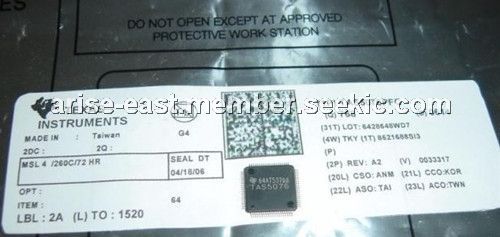 DO NOT OPEN EXCEPT AT APPROVED
PROTECTIVE WORK STATION
arise-east.member.seekic.com
INSTRUMENTS
MADE IN : Taiwan
G4
2DC :
2Q :
MSL 4 /260C/72 HR
SEAL DT
04/16/06
OPT :
ITEM :
64
LBL : 2A (L) TO : 1520
TAS5076
(31T) LOT: 6428648WD7
(4W) TKY (1T) 8521688SI3
(P)
(2P) REV: A2 (V) 0033317
(20L) CSO: ANM (21L) CCO:KOR
(22L) ASO: TAI (23L) ACO:TWN